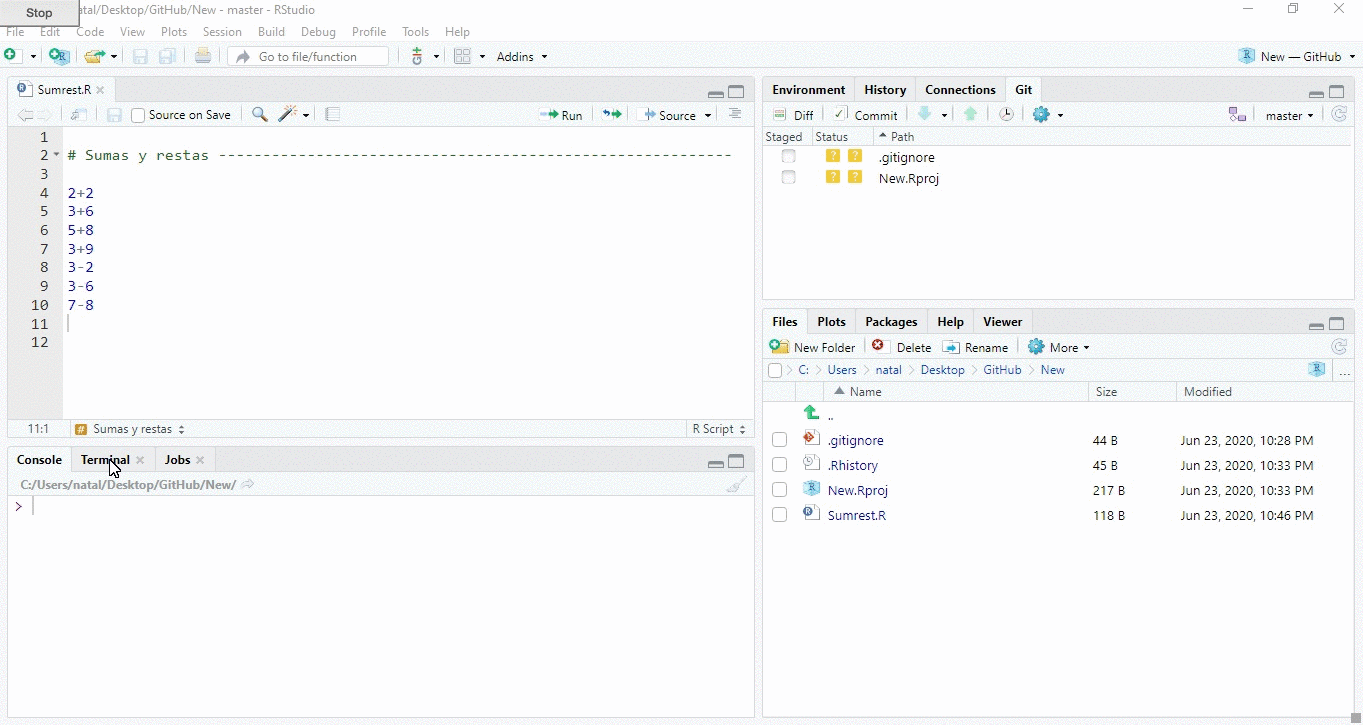 Stop
atal/Desktop/GitHub/New - master - RStudio
File Edit Code View Plots Session Build Debug Profile Tools Help
Go to file/function Addins New — GitHub
Sumrest.R
Source on Save Run Source
1
2 # Sumas y restas ----------------------------------------------------------
3
4 2+2
5 3+6
6 5+8
7 3+9
8 3-2
9 3-6
10 7-8
11
12
11:1 # Sumas y restas R Script
Console Terminal Jobs
C:/Users/natal/Desktop/GitHub/New/
>
Environment History Connections Git
Diff Commit master
Staged Status Path
? ? .gitignore
? ? New.Rproj
Files Plots Packages Help Viewer
New Folder Delete Rename More
C: > Users > natal > Desktop > GitHub > New ...
Name Size Modified
..
.gitignore 44 B Jun 23, 2020, 10:28 PM
.Rhistory 45 B Jun 23, 2020, 10:33 PM
New.Rproj 217 B Jun 23, 2020, 10:33 PM
Sumrest.R 118 B Jun 23, 2020, 10:46 PM